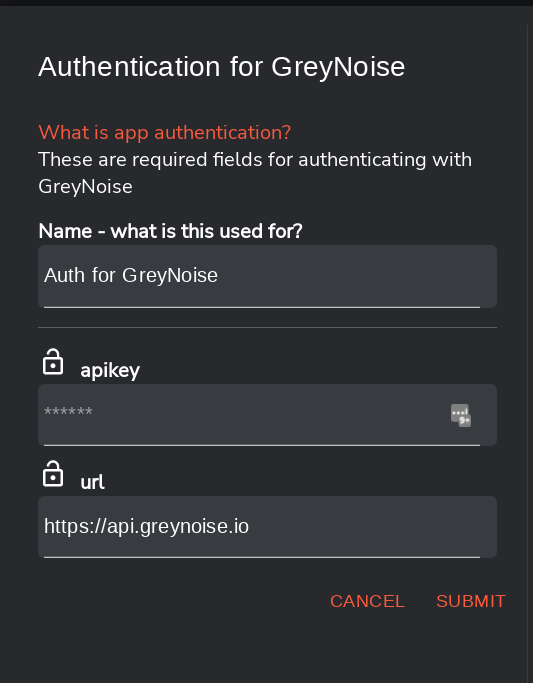 Authentication for GreyNoise
What is app authentication?
These are required fields for authenticating with
GreyNoise
Name - what is this used for?
Auth for GreyNoise
apikey
******
url
https://api.greynoise.io
CANCEL SUBMIT